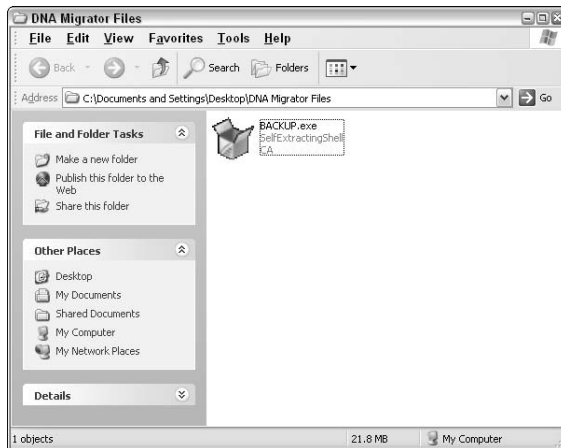 DNA Migrator Files
File Edit View Favorites Tools Help
Back Search Folders
Address C:\Documents and Settings\Desktop\DNA Migrator Files Go
File and Folder Tasks
Make a new folder
Publish this folder to the
Web
Share this folder
Other Places
Desktop
My Documents
Shared Documents
My Computer
My Network Places
Details
BACKUP.exe
SelfExtractingShell
CA
1 objects 21.8 MB My Computer